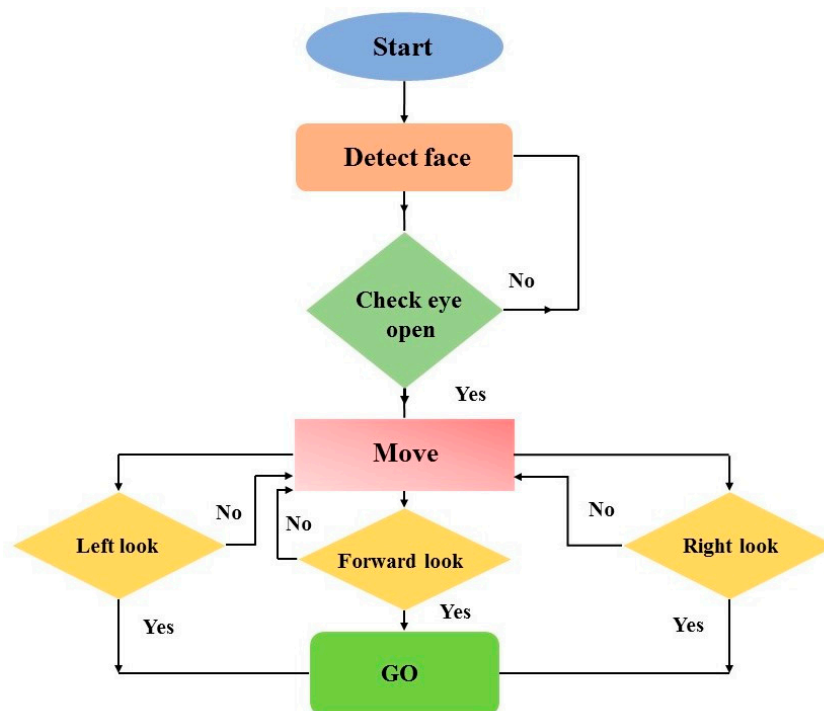 Start
Detect face
No
Check eye
open
Yes
Move
No
No
No
Left look
Forward look
Right look
Yes
Yes
Yes
GO